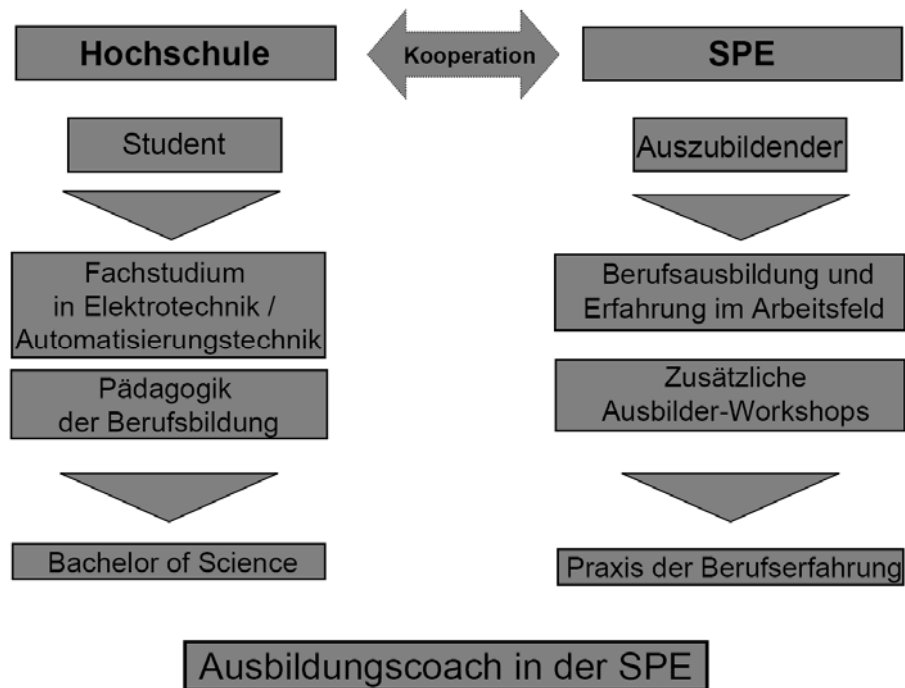 Hochschule
Kooperation
SPE
Student
Auszubildender
Fachstudium
in Elektrotechnik /
Automatisierungstechnik
Berufsausbildung und
Erfahrung im Arbeitsfeld
Pädagogik
der Berufsbildung
Zusätzliche
Ausbilder-Workshops
Bachelor of Science
Praxis der Berufserfahrung
Ausbildungscoach in der SPE